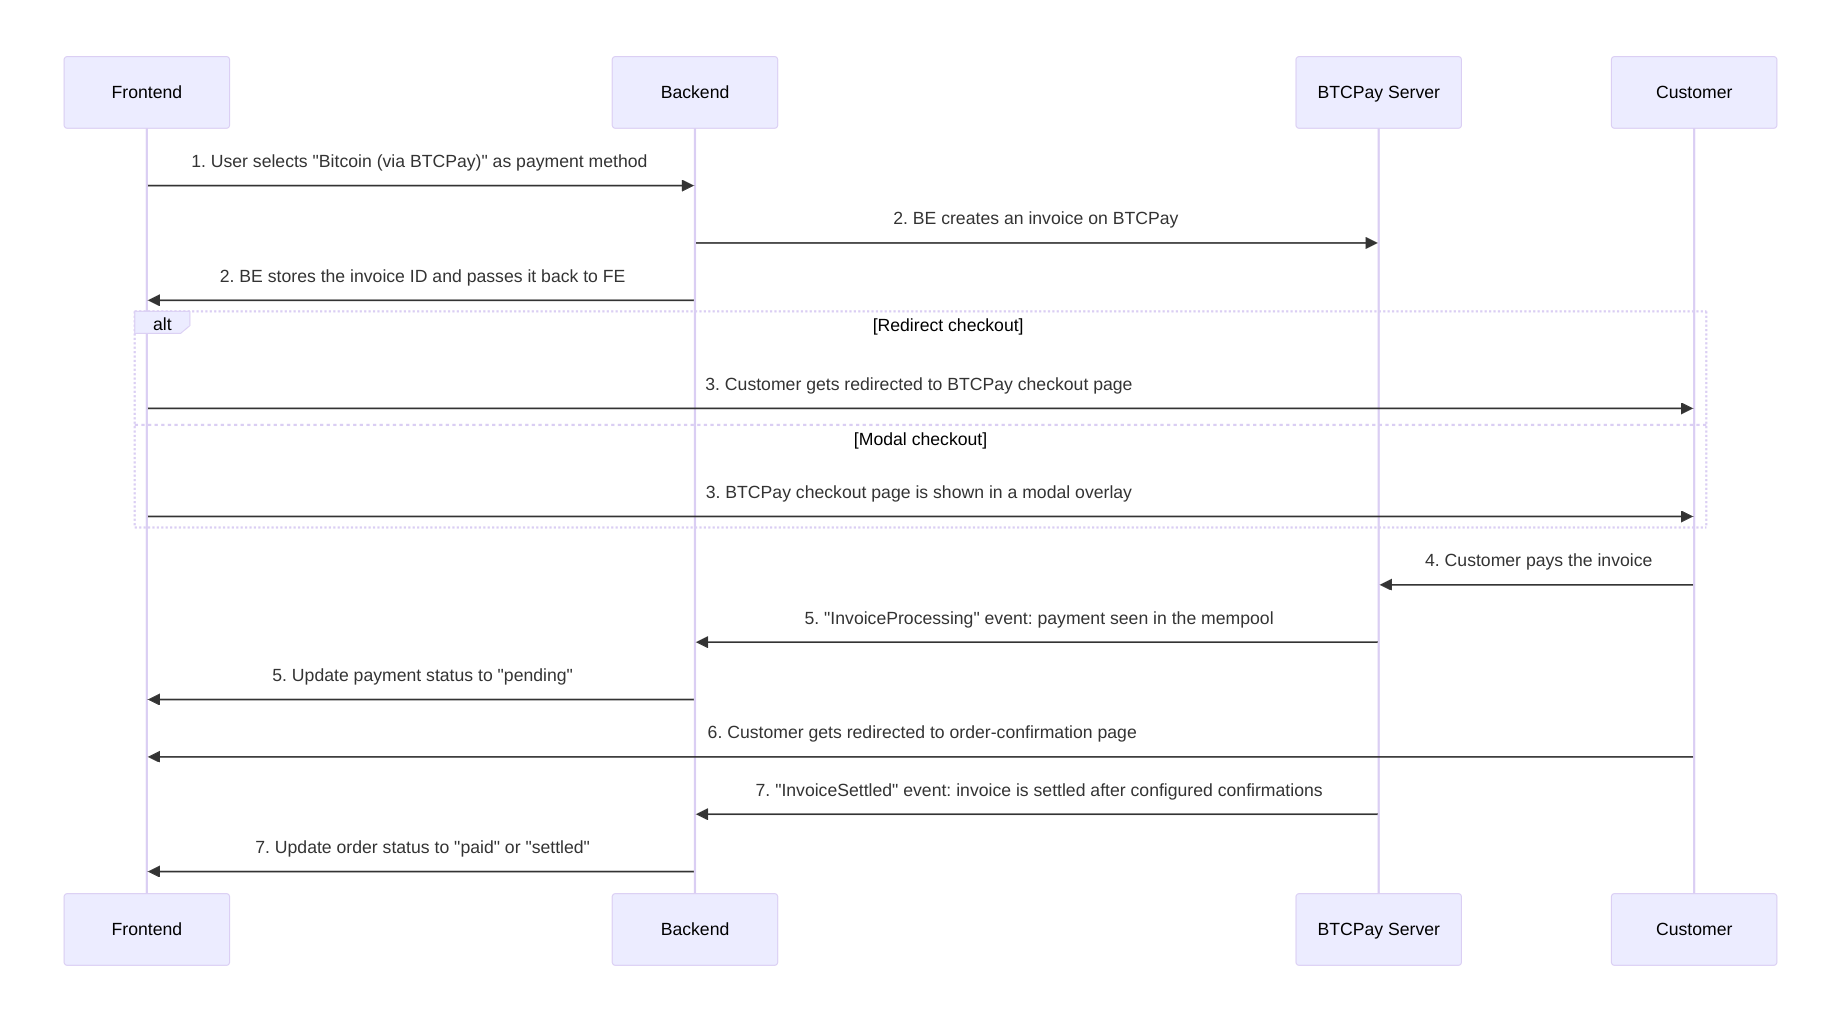 Frontend
Backend
BTCPay Server
Customer
1. User selects "Bitcoin (via BTCPay)" as payment method
2. BE creates an invoice on BTCPay
2. BE stores the invoice ID and passes it back to FE
alt
[Redirect checkout]
3. Customer gets redirected to BTCPay checkout page
[Modal checkout]
3. BTCPay checkout page is shown in a modal overlay
4. Customer pays the invoice
5. "InvoiceProcessing" event: payment seen in the mempool
5. Update payment status to "pending"
6. Customer gets redirected to order-confirmation page
7. "InvoiceSettled" event: invoice is settled after configured confirmations
7. Update order status to "paid" or "settled"
Frontend
Backend
BTCPay Server
Customer